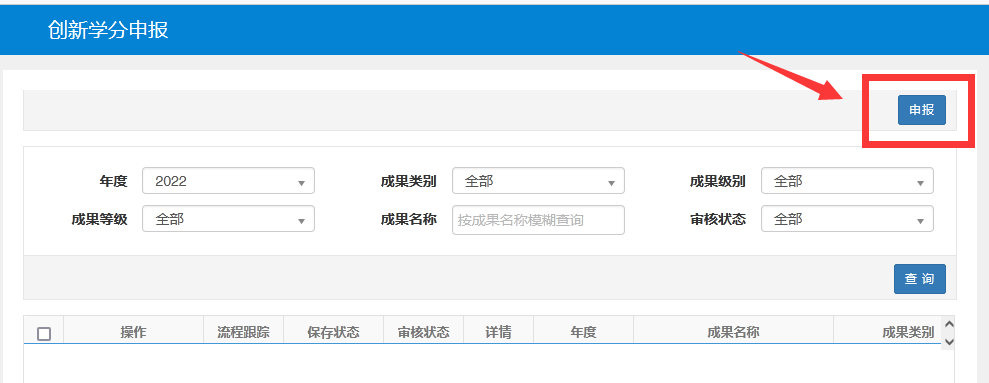 创新学分申报
申报
年度 2022 成果类别 全部 成果级别 全部
成果等级 全部 成果名称 按成果名称模糊查询 审核状态 全部
查 询
操作 流程跟踪 保存状态 审核状态 详情 年度 成果名称 成果类别